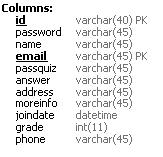 Columns:
id varchar(40) PK
password varchar(45)
name varchar(45)
email varchar(45) PK
passquiz varchar(45)
answer varchar(45)
address varchar(45)
moreinfo varchar(45)
joindate datetime
grade int(11)
phone varchar(45)